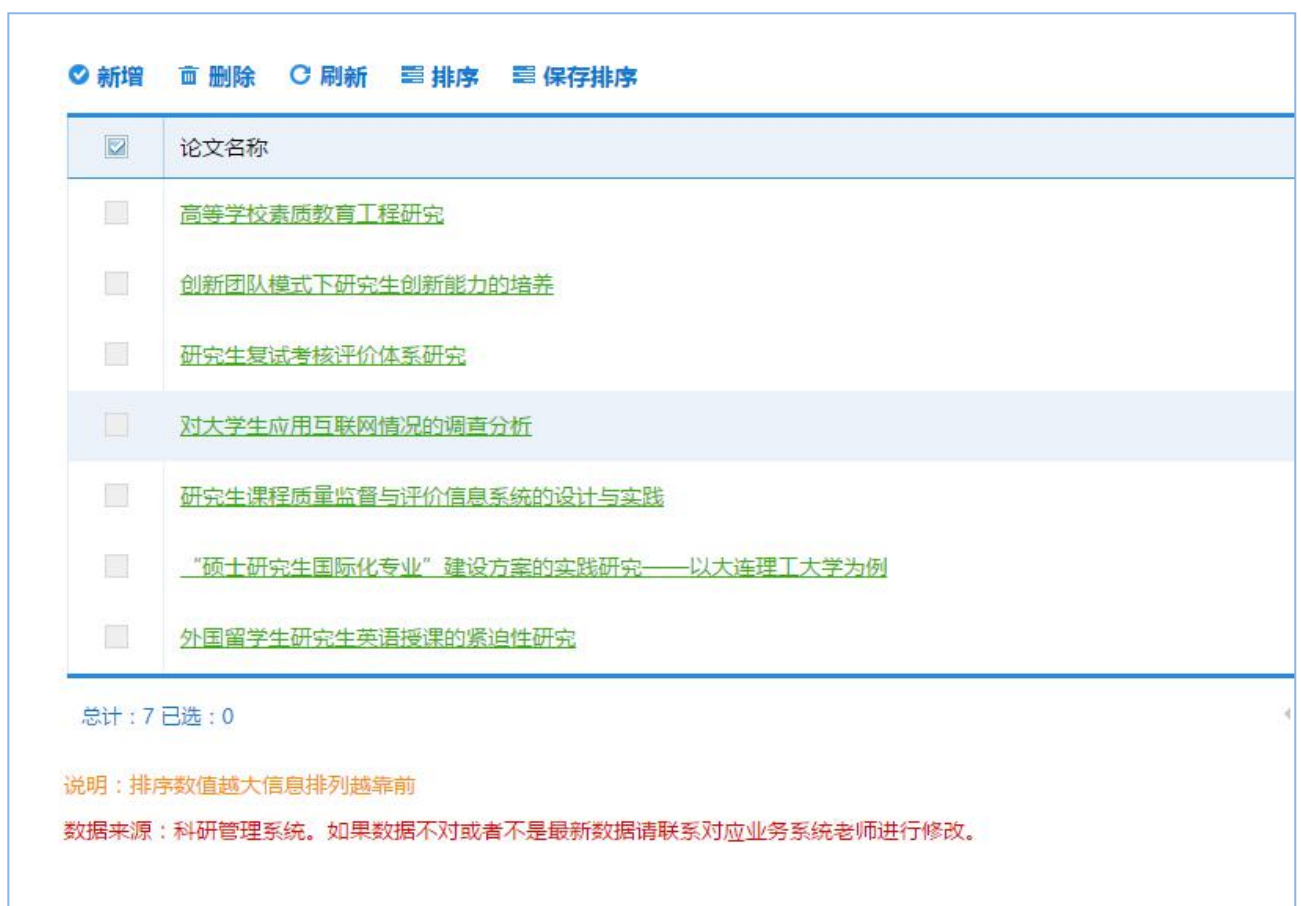 新增 删除 刷新 排序 保存排序
论文名称
高等学校素质教育工程研究
创新团队模式下研究生创新能力的培养
研究生复试考核评价体系研究
对大学生应用互联网情况的调查分析
研究生课程质量监督与评价信息系统的设计与实践
“硕士研究生国际化专业”建设方案的实践研究——以大连理工大学为例
外国留学生研究生英语授课的紧迫性研究
总计：7 已选：0
说明：排序数值越大信息排列越靠前
数据来源：科研管理系统。如果数据不对或者不是最新数据请联系对应业务系统老师进行修改。